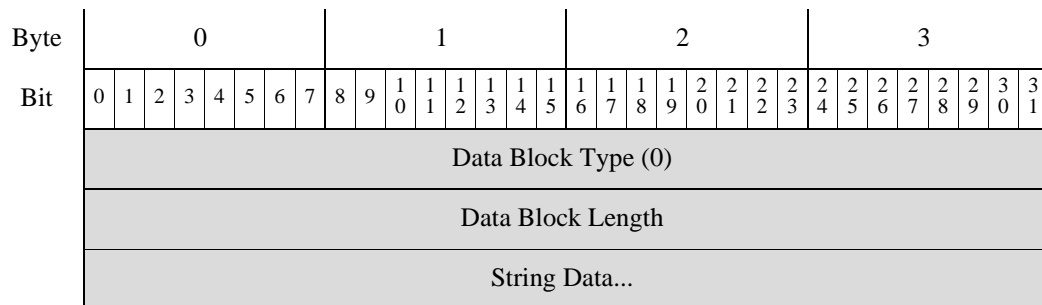 Byte 0 1 2 3
Bit 0 1 2 3 4 5 6 7 8 9 10 11 12 13 14 15 16 17 18 19 20 21 22 23 24 25 26 27 28 29 30 31
Data Block Type (0)
Data Block Length
String Data...